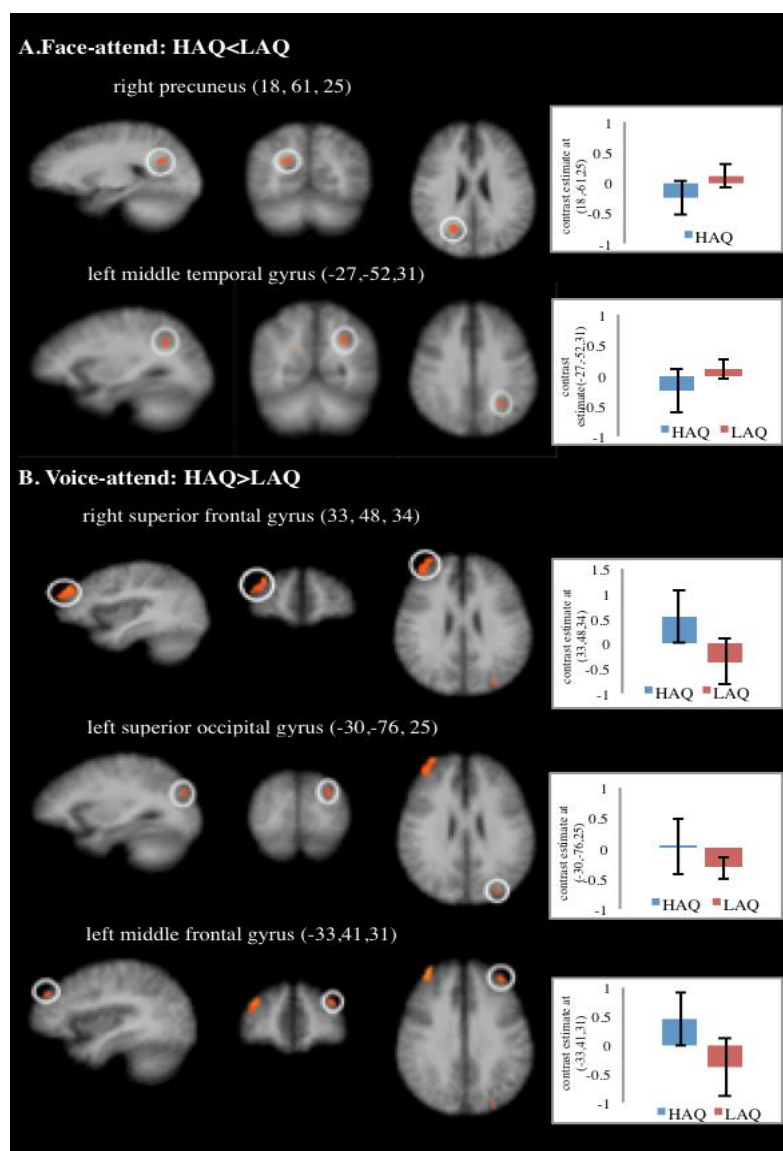 A.Face-attend: HAQ<LAQ
right precuneus (18, 61, 25)
1
0.5
0
-0.5
-1
contrast estimate at
(18,-61,25)
HAQ
left middle temporal gyrus (-27,-52,31)
1
0.5
0
-0.5
-1
contrast
estimate(-27,-52,31)
HAQ LAQ
B. Voice-attend: HAQ>LAQ
right superior frontal gyrus (33, 48, 34)
1.5
1
0.5
0
-0.5
-1
contrast estimate at
(33,48,34)
HAQ LAQ
left superior occipital gyrus (-30,-76, 25)
1
0.5
0
-0.5
-1
contrast estimate at
(-30,-76,25)
HAQ LAQ
left middle frontal gyrus (-33,41,31)
1
0.5
0
-0.5
-1
contrast estimate at
(-33,41,31)
HAQ LAQ